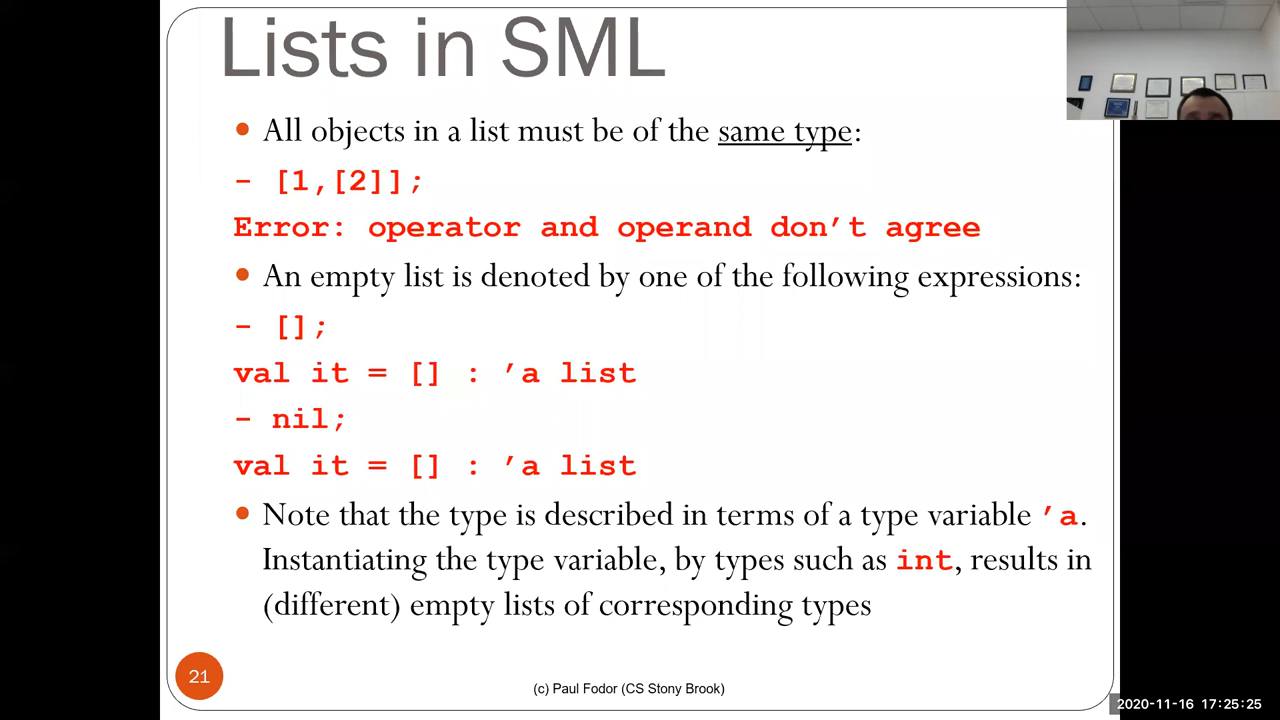 Lists in SML
• All objects in a list must be of the same type:
- [1,[2]];
Error: operator and operand don’t agree
• An empty list is denoted by one of the following expressions:
- [];
val it = [] : ’a list
- nil;
val it = [] : ’a list
• Note that the type is described in terms of a type variable ’a.
Instantiating the type variable, by types such as int, results in
(different) empty lists of corresponding types
21
(c) Paul Fodor (CS Stony Brook)
2020-11-16 17:25:25